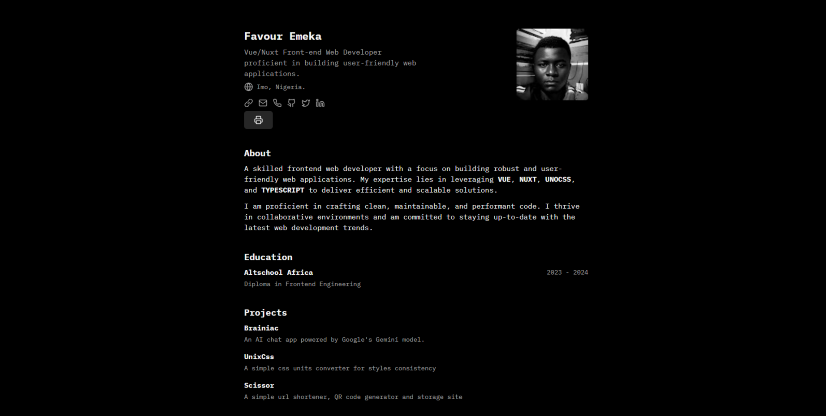 Favour Emeka
Vue/Nuxt Front-end Web Developer
proficient in building user-friendly web
applications.
Imo, Nigeria.
About
A skilled frontend web developer with a focus on building robust and user-
friendly web applications. My expertise lies in leveraging VUE, NUXT, UNOCSS,
and TYPESCRIPT to deliver efficient and scalable solutions.
I am proficient in crafting clean, maintainable, and performant code. I thrive
in collaborative environments and am committed to staying up-to-date with the
latest web development trends.
Education
Altschool Africa 2023 - 2024
Diploma in Frontend Engineering
Projects
Brainiac
An AI chat app powered by Google's Gemini model.
UnixCss
A simple css units converter for styles consistency
Scissor
A simple url shortener, QR code generator and storage site